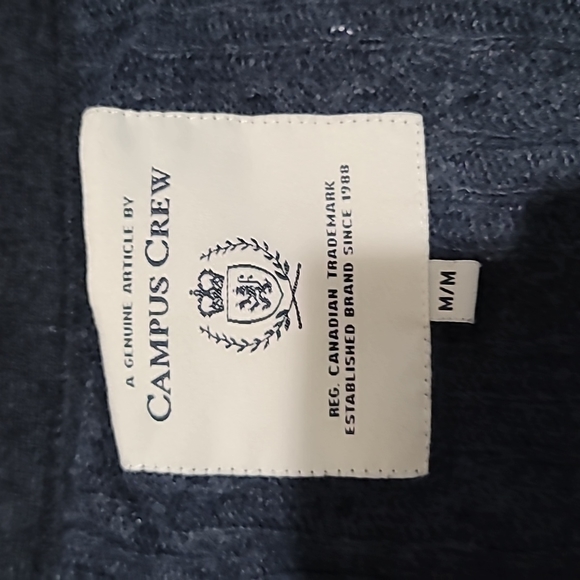 A GENUINE ARTICLE BY
CAMPUS CREW
REG. CANADIAN TRADEMARK
ESTABLISHED BRAND SINCE 1988
M/M